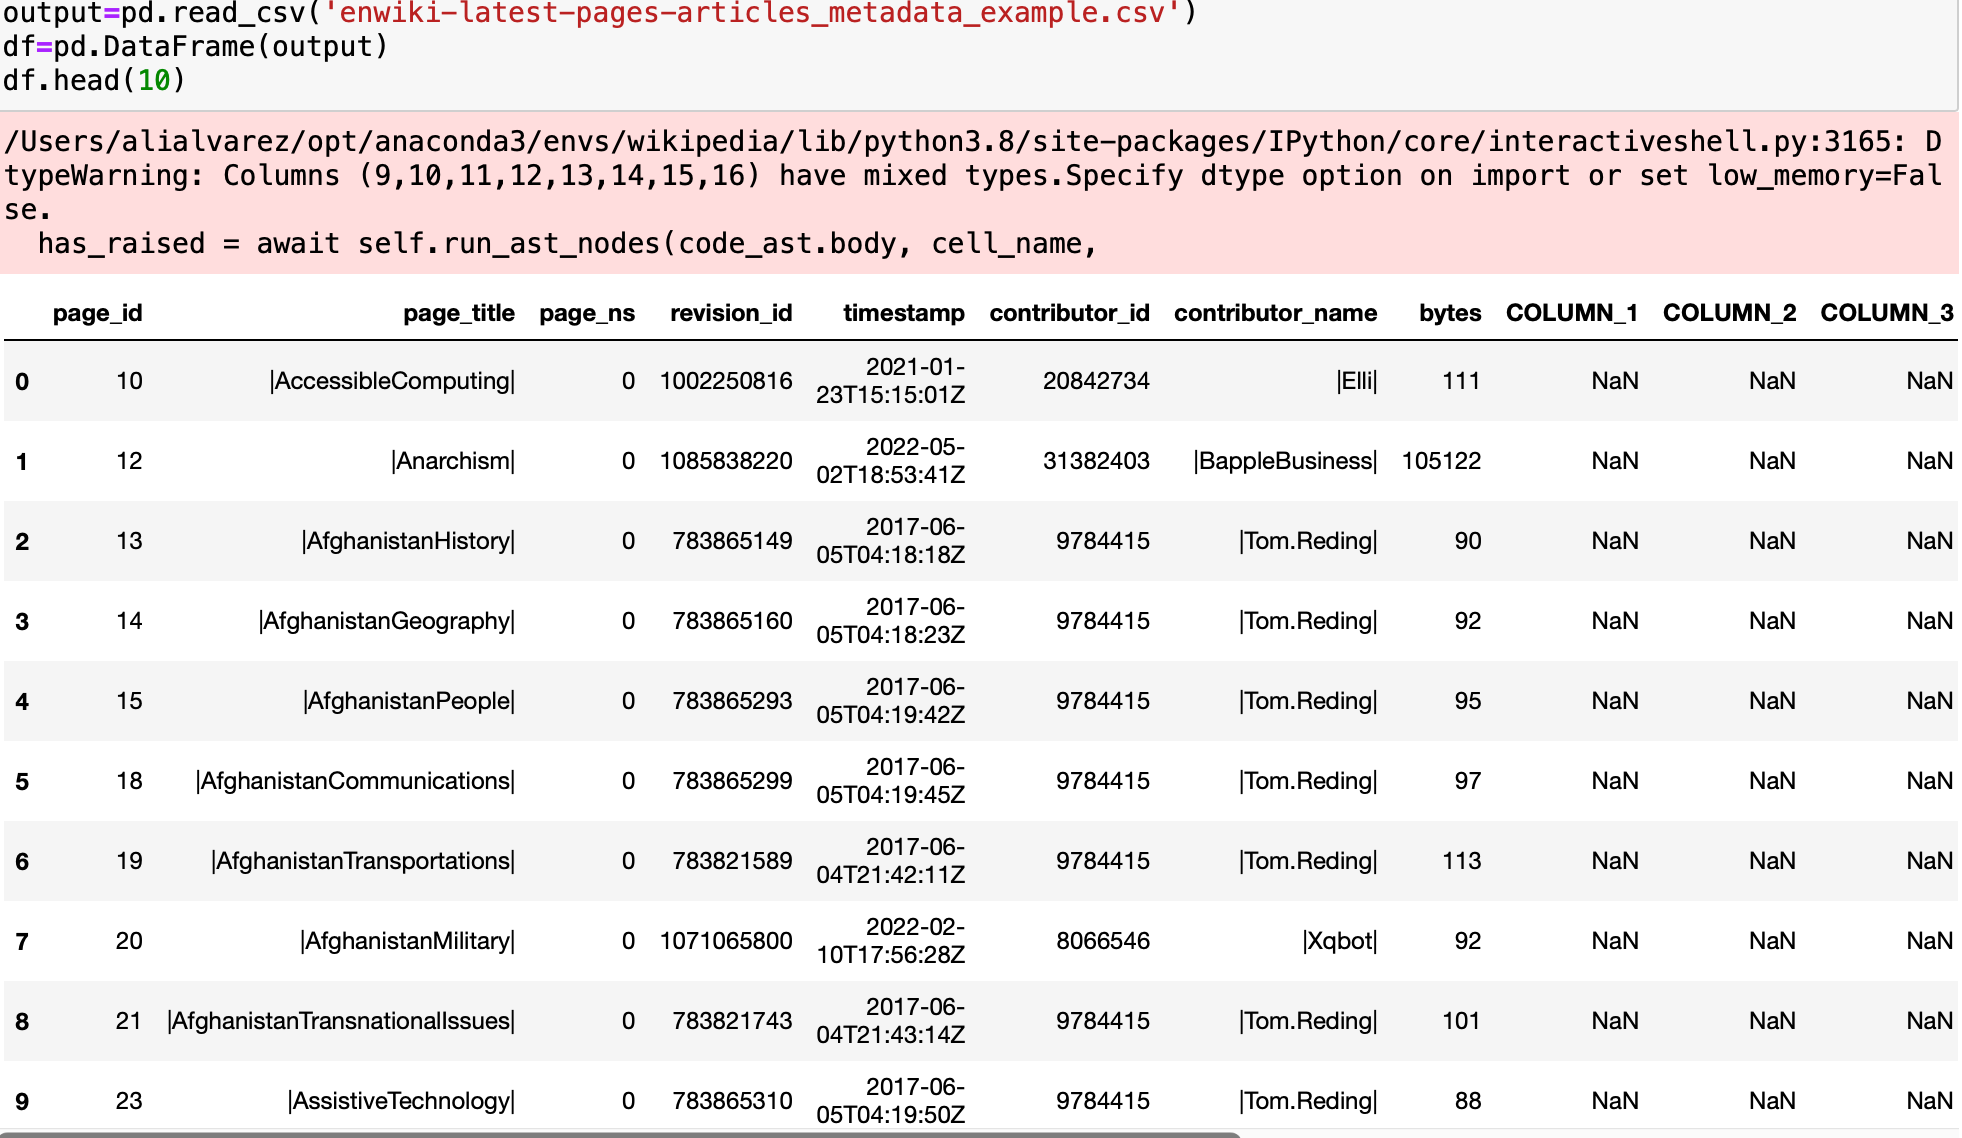 output=pd.read_csv('enwiki-latest-pages-articles_metadata_example.csv')
df=pd.DataFrame(output)
df.head(10)
/Users/alialvarez/opt/anaconda3/envs/wikipedia/lib/python3.8/site-packages/IPython/core/interactiveshell.py:3165: D
typeWarning: Columns (9,10,11,12,13,14,15,16) have mixed types.Specify dtype option on import or set low_memory=Fal
se.
  has_raised = await self.run_ast_nodes(code_ast.body, cell_name,
page_id page_title page_ns revision_id timestamp contributor_id contributor_name bytes COLUMN_1 COLUMN_2 COLUMN_3
0 10 |AccessibleComputing| 0 1002250816 2021-01-
23T15:15:01Z 20842734 |Elli| 111 NaN NaN NaN
1 12 |Anarchism| 0 1085838220 2022-05-
02T18:53:41Z 31382403 |BappleBusiness| 105122 NaN NaN NaN
2 13 |AfghanistanHistory| 0 783865149 2017-06-
05T04:18:18Z 9784415 |Tom.Reding| 90 NaN NaN NaN
3 14 |AfghanistanGeography| 0 783865160 2017-06-
05T04:18:23Z 9784415 |Tom.Reding| 92 NaN NaN NaN
4 15 |AfghanistanPeople| 0 783865293 2017-06-
05T04:19:42Z 9784415 |Tom.Reding| 95 NaN NaN NaN
5 18 |AfghanistanCommunications| 0 783865299 2017-06-
05T04:19:45Z 9784415 |Tom.Reding| 97 NaN NaN NaN
6 19 |AfghanistanTransportations| 0 783821589 2017-06-
04T21:42:11Z 9784415 |Tom.Reding| 113 NaN NaN NaN
7 20 |AfghanistanMilitary| 0 1071065800 2022-02-
10T17:56:28Z 8066546 |Xqbot| 92 NaN NaN NaN
8 21 |AfghanistanTransnationalIssues| 0 783821743 2017-06-
04T21:43:14Z 9784415 |Tom.Reding| 101 NaN NaN NaN
9 23 |AssistiveTechnology| 0 783865310 2017-06-
05T04:19:50Z 9784415 |Tom.Reding| 88 NaN NaN NaN